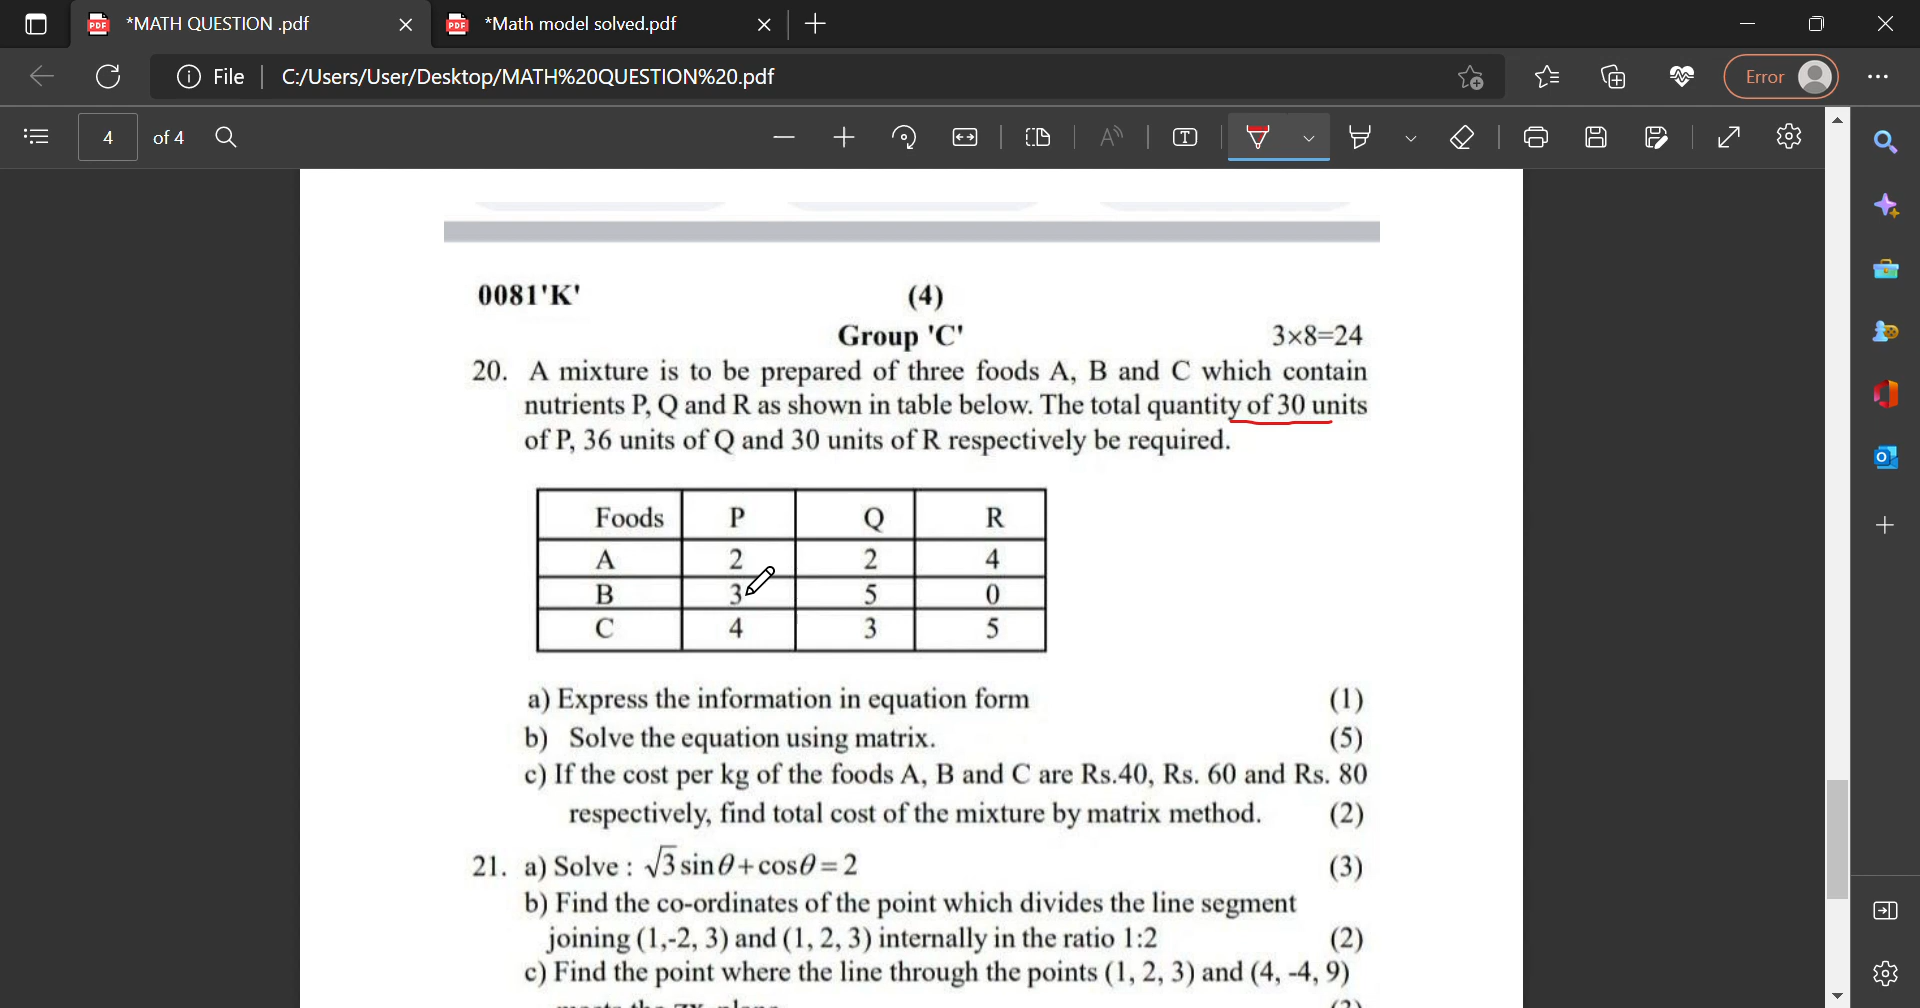 *MATH QUESTION .pdf
*Math model solved.pdf
File
C:/Users/User/Desktop/MATH%20QUESTION%20.pdf
Error
4 of 4
0081'K' (4)
Group 'C' 3×8=24
20. A mixture is to be prepared of three foods A, B and C which contain
nutrients P, Q and R as shown in table below. The total quantity of 30 units
of P, 36 units of Q and 30 units of R respectively be required.
Foods P Q R
A 2 2 4
B 3 5 0
C 4 3 5
a) Express the information in equation form (1)
b) Solve the equation using matrix. (5)
c) If the cost per kg of the foods A, B and C are Rs.40, Rs. 60 and Rs. 80
respectively, find total cost of the mixture by matrix method. (2)
21. a) Solve : √3 sinθ+cosθ=2 (3)
b) Find the co-ordinates of the point which divides the line segment
joining (1,-2, 3) and (1, 2, 3) internally in the ratio 1:2 (2)
c) Find the point where the line through the points (1, 2, 3) and (4, -4, 9)